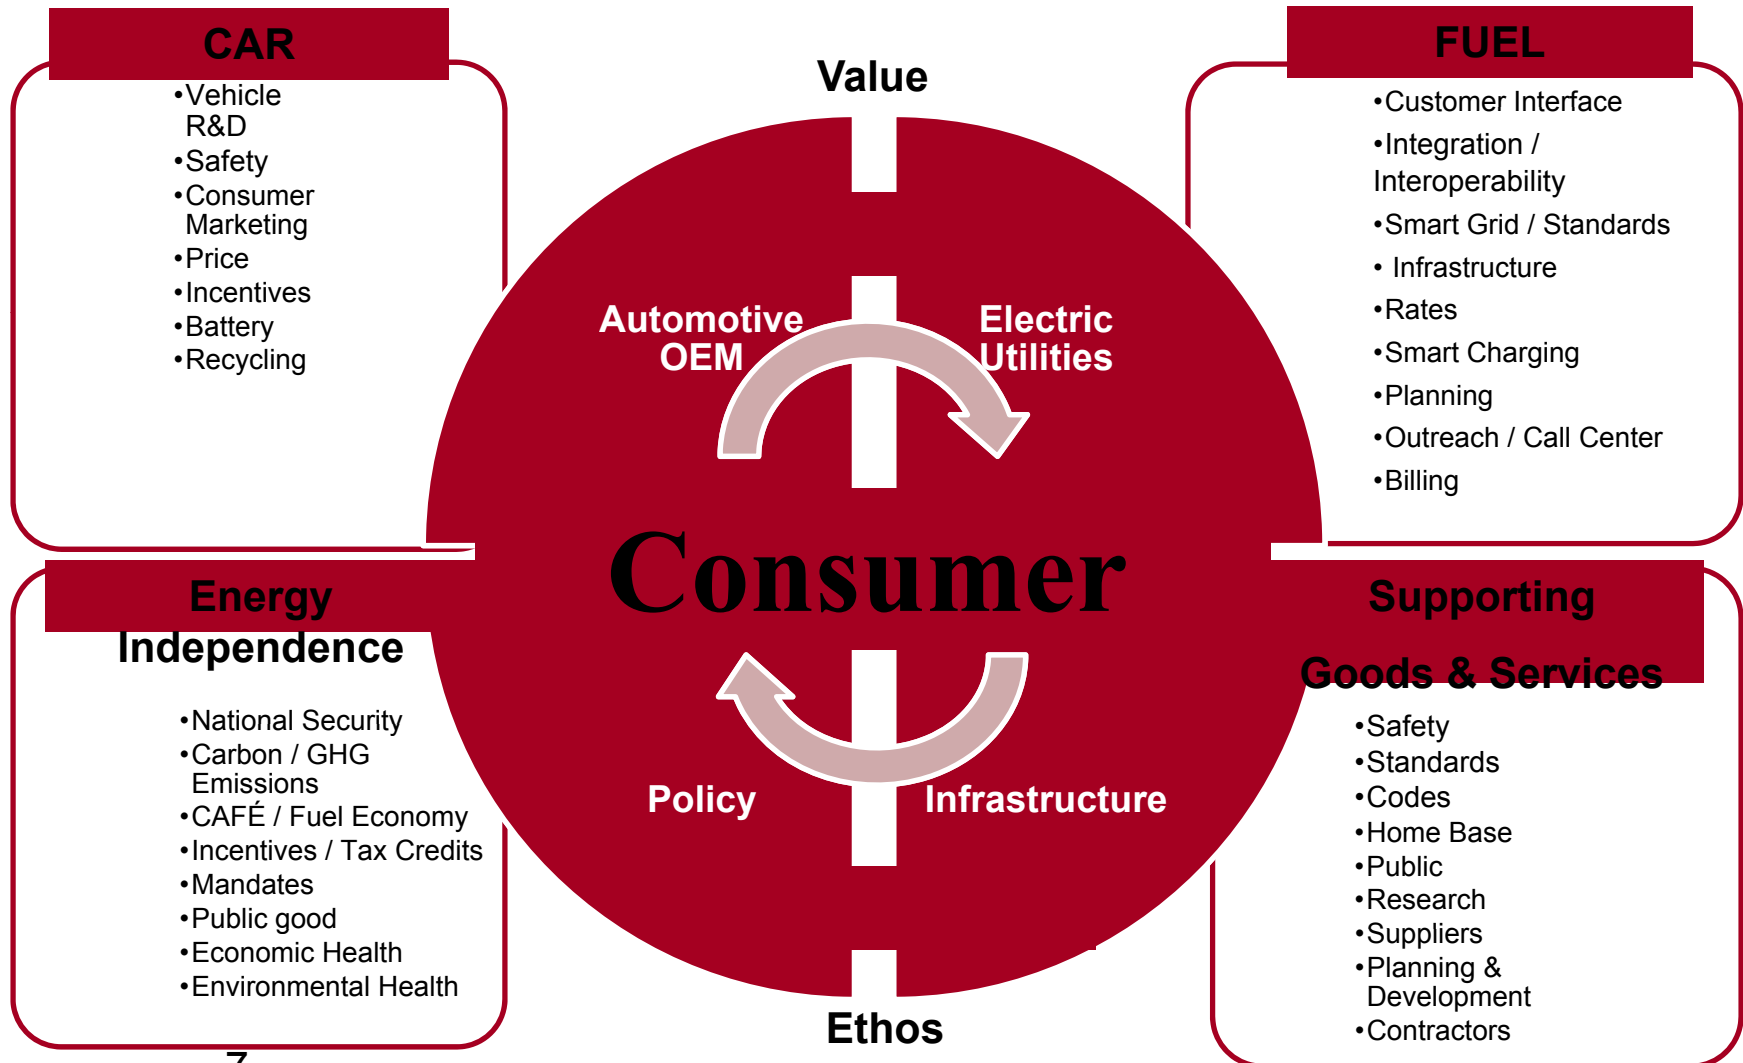 CAR
•Vehicle
R&D
•Safety
•Consumer
Marketing
•Price
•Incentives
•Battery
•Recycling
Value
FUEL
•Customer Interface
•Integration /
Interoperability
•Smart Grid / Standards
• Infrastructure
•Rates
•Smart Charging
•Planning
•Outreach / Call Center
•Billing
Automotive
OEM
Electric
Utilities
Consumer
Policy
Infrastructure
Energy
Independence
•National Security
•Carbon / GHG
Emissions
•CAFÉ / Fuel Economy
•Incentives / Tax Credits
•Mandates
•Public good
•Economic Health
•Environmental Health
Supporting
Goods & Services
•Safety
•Standards
•Codes
•Home Base
•Public
•Research
•Suppliers
•Planning &
Development
•Contractors
Ethos